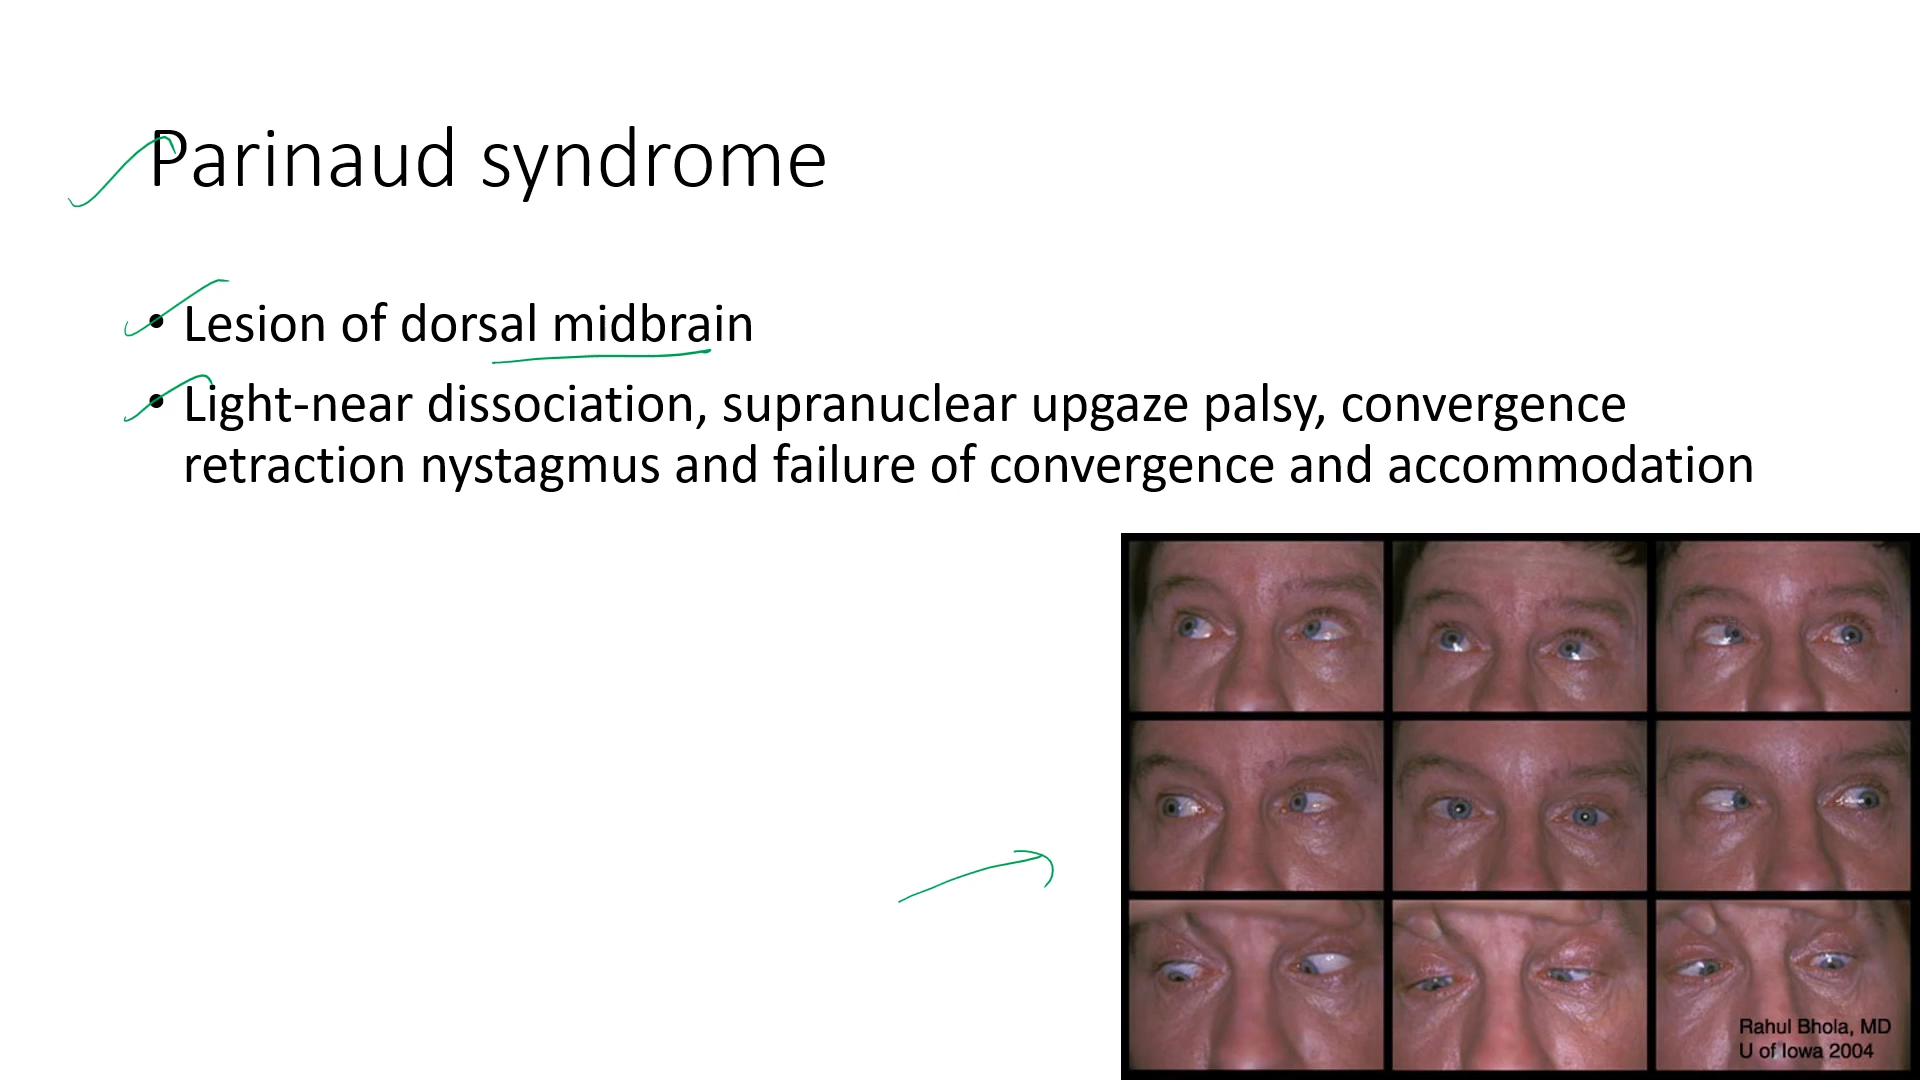 Parinaud syndrome
• Lesion of dorsal midbrain
• Light-near dissociation, supranuclear upgaze palsy, convergence
retraction nystagmus and failure of convergence and accommodation
Rahul Bhola, MD
U of Iowa 2004